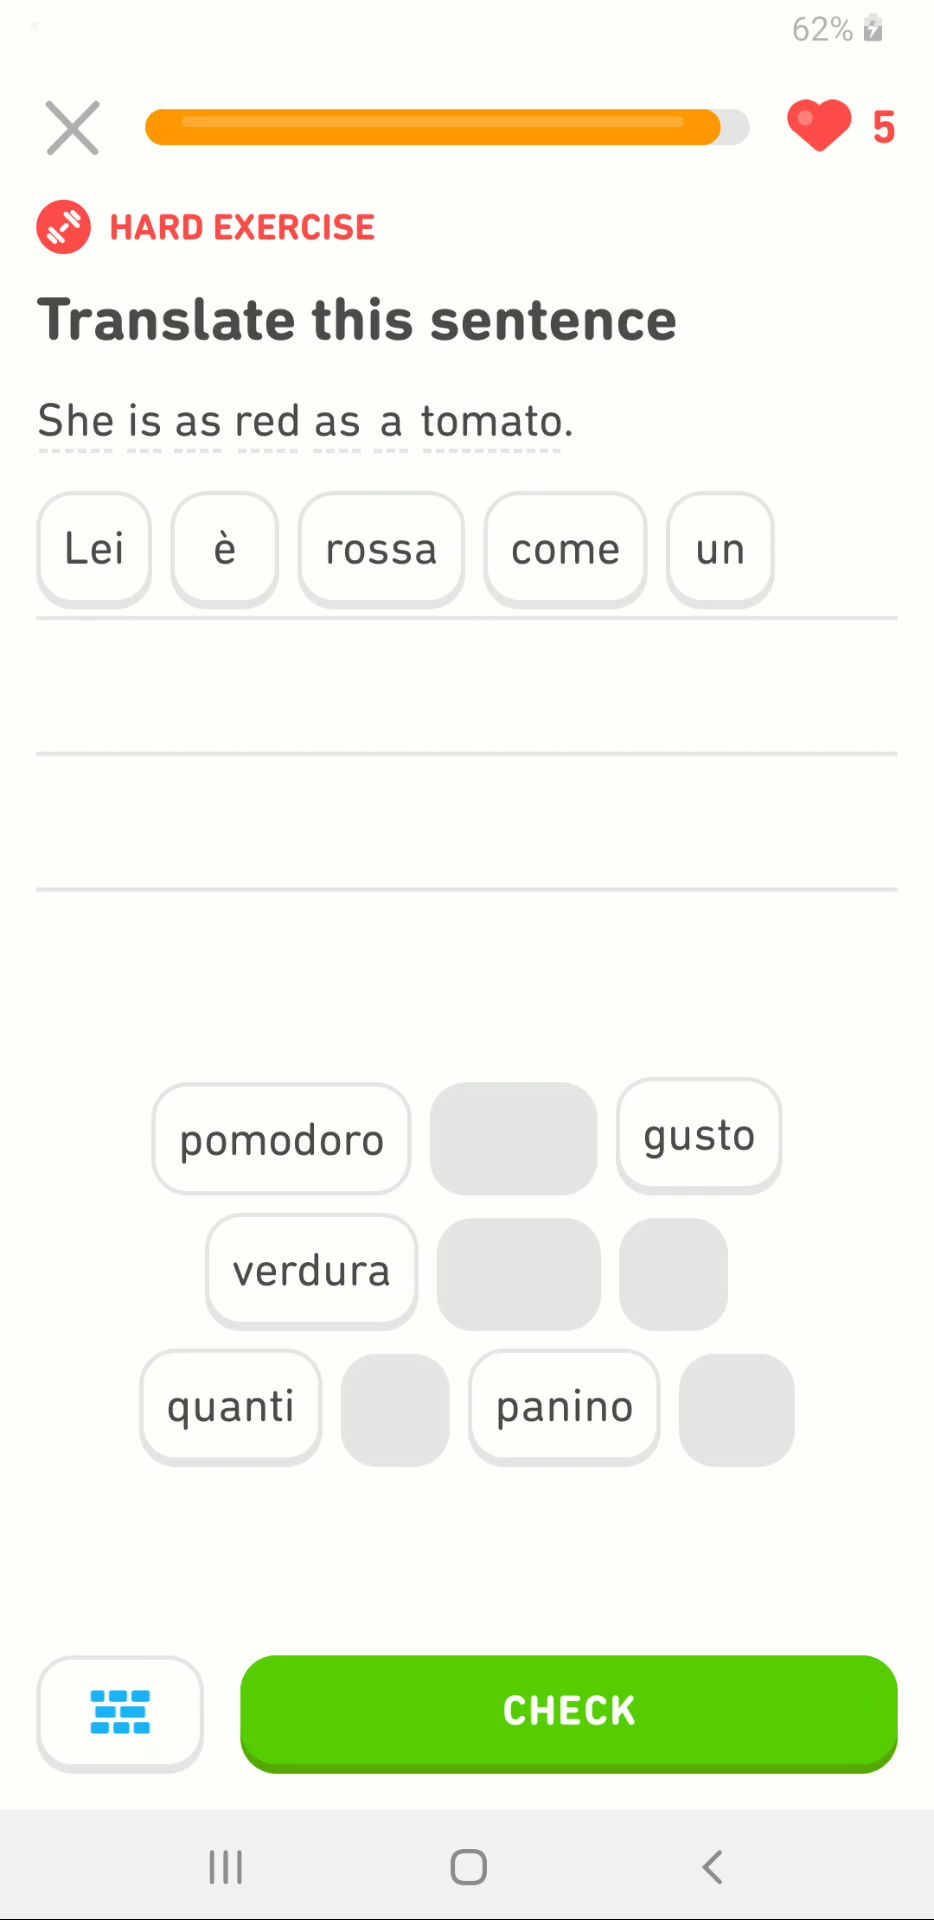 62%
5
HARD EXERCISE
Translate this sentence
She is as red as a tomato.
Lei è rossa come un
pomodoro gusto
verdura
quanti panino
CHECK